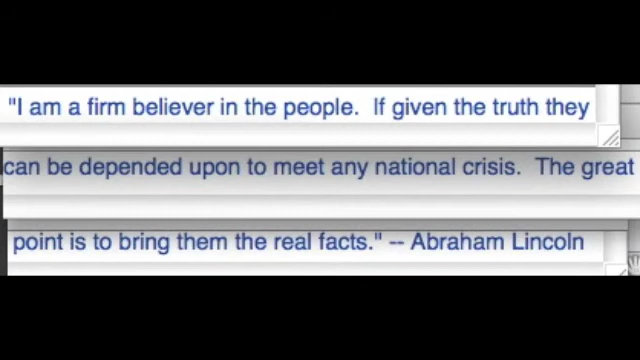 "I am a firm believer in the people.  If given the truth they
can be depended upon to meet any national crisis.  The great
point is to bring them the real facts." -- Abraham Lincoln